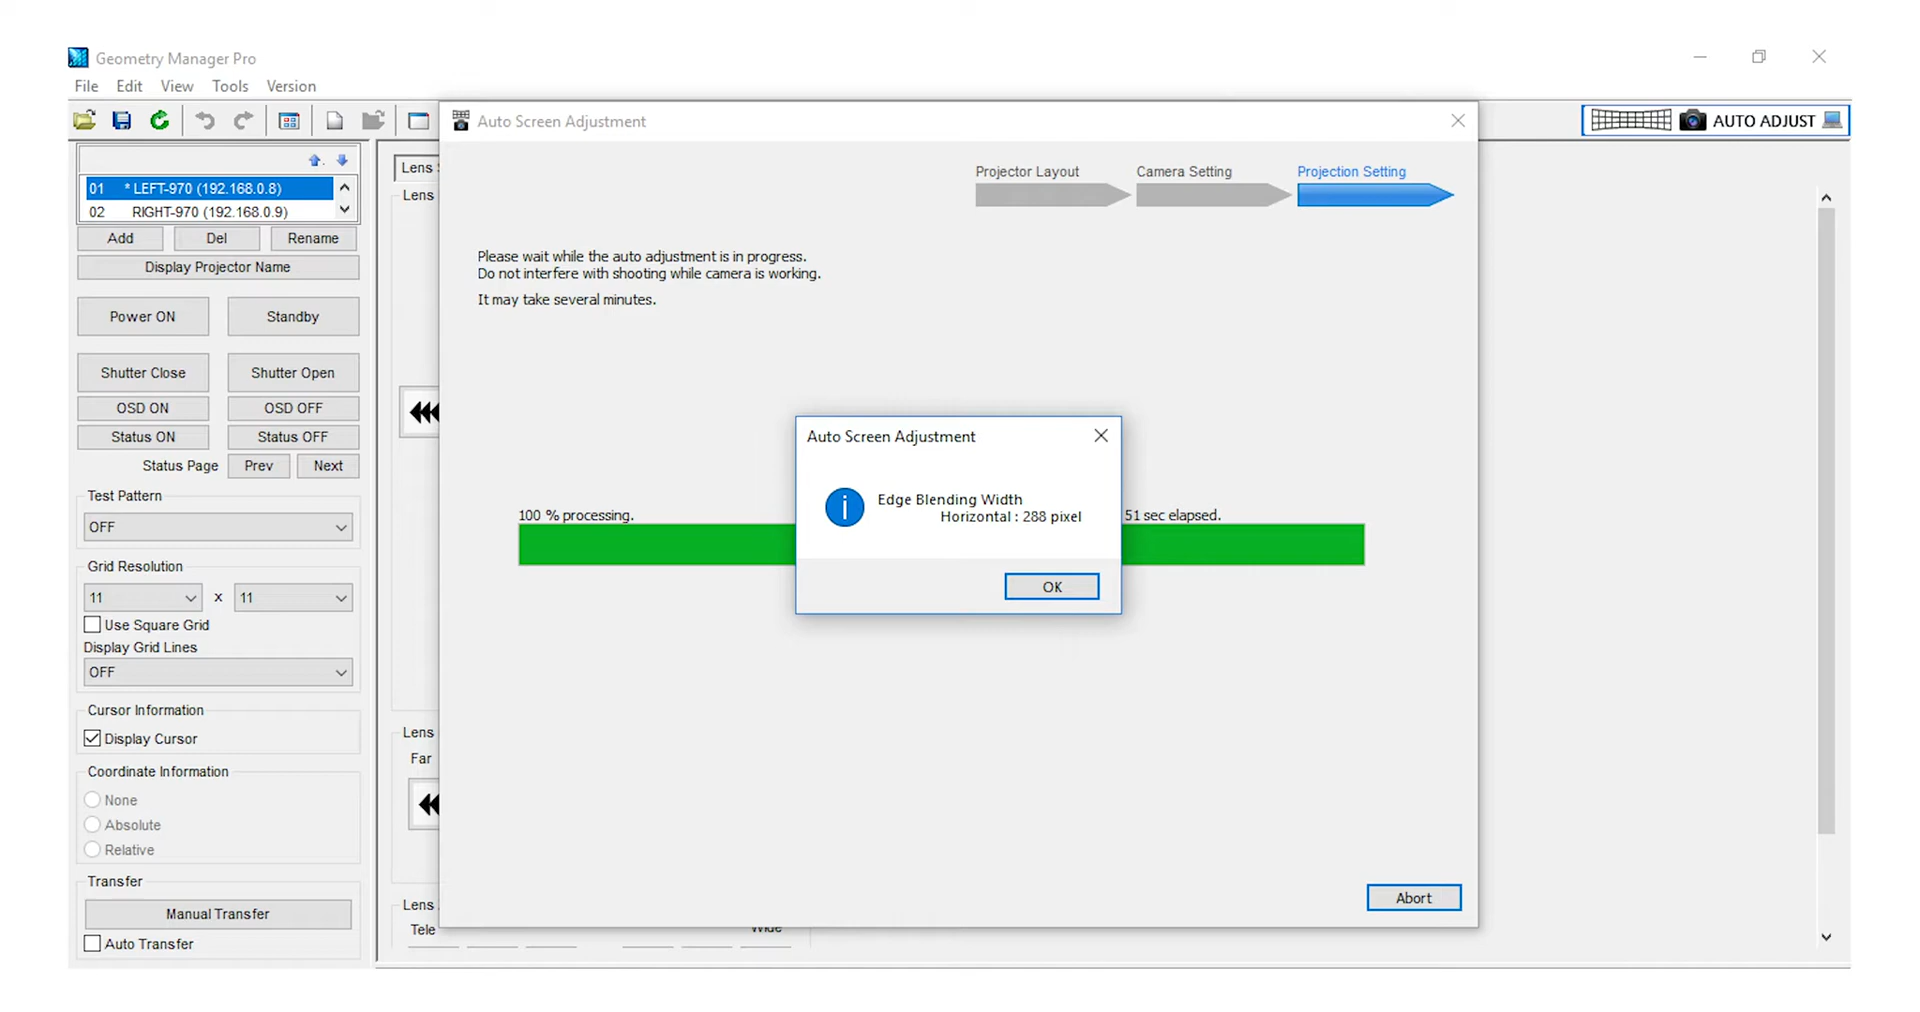 Geometry Manager Pro
File Edit View Tools Version
AUTO ADJUST
01 * LEFT-970 (192.168.0.8)
02 RIGHT-970 (192.168.0.9)
Add Del Rename
Display Projector Name
Power ON Standby
Shutter Close Shutter Open
OSD ON OSD OFF
Status ON Status OFF
Status Page Prev Next
Test Pattern
OFF
Grid Resolution
11 x 11
Use Square Grid
Display Grid Lines
OFF
Cursor Information
Display Cursor
Coordinate Information
None
Absolute
Relative
Transfer
Manual Transfer
Auto Transfer
Lens S
Lens
Lens
Far
Lens
Tele Wide
Auto Screen Adjustment
Projector Layout Camera Setting Projection Setting
Please wait while the auto adjustment is in progress.
Do not interfere with shooting while camera is working.
It may take several minutes.
100 % processing. 51 sec elapsed.
Auto Screen Adjustment
Edge Blending Width
Horizontal : 288 pixel
OK
Abort